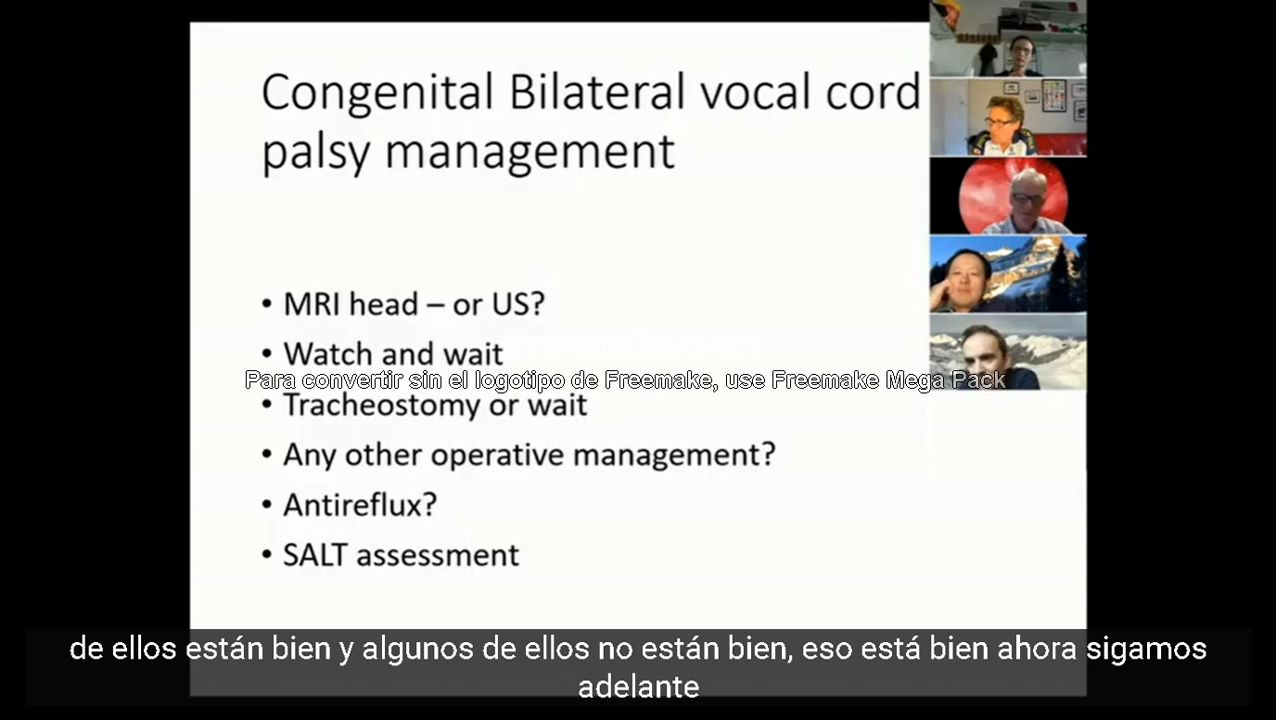 Congenital Bilateral vocal cord
palsy management
• MRI head – or US?
• Watch and wait
Para convertir sin el logotipo de Freemake, use Freemake Mega Pack
• Tracheostomy or wait
• Any other operative management?
• Antireflux?
• SALT assessment
de ellos están bien y algunos de ellos no están bien, eso está bien ahora sigamos
adelante